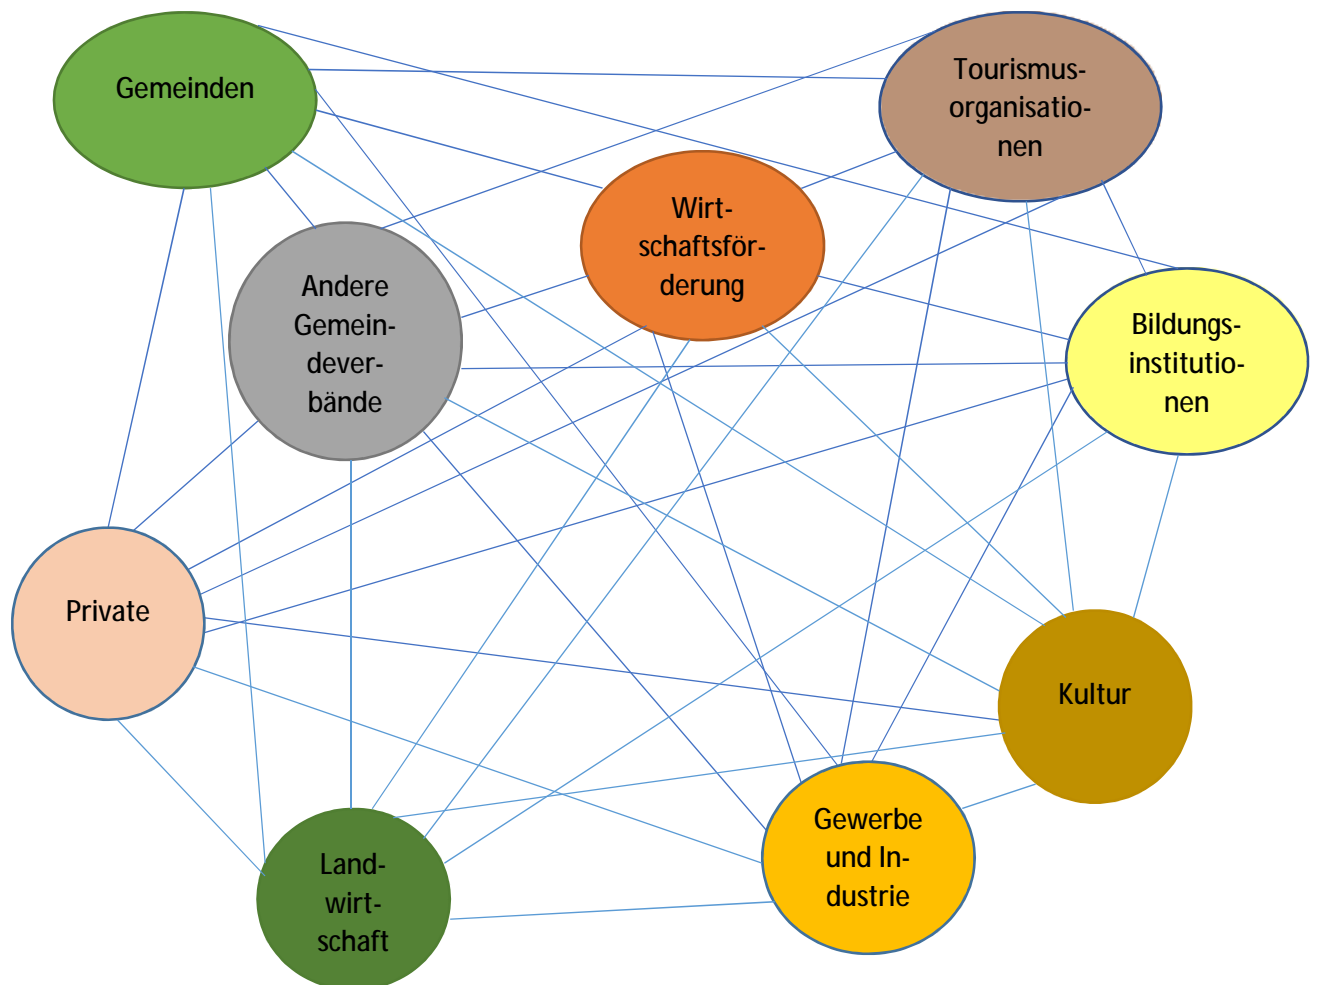 Gemeinden
Tourismus-
organisatio-
nen
Wirt-
schaftsför-
derung
Andere
Gemein-
dever-
bände
Bildungs-
institutio-
nen
Private
Kultur
Gewerbe
und In-
dustrie
Land-
wirt-
schaft